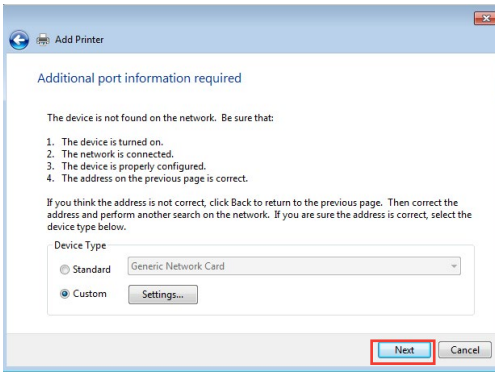 Add Printer
Additional port information required
The device is not found on the network. Be sure that:
1. The device is turned on.
2. The network is connected.
3. The device is properly configured.
4. The address on the previous page is correct.
If you think the address is not correct, click Back to return to the previous page. Then correct the
address and perform another search on the network. If you are sure the address is correct, select the
device type below.
Device Type
Standard Generic Network Card
Custom Settings...
Next Cancel